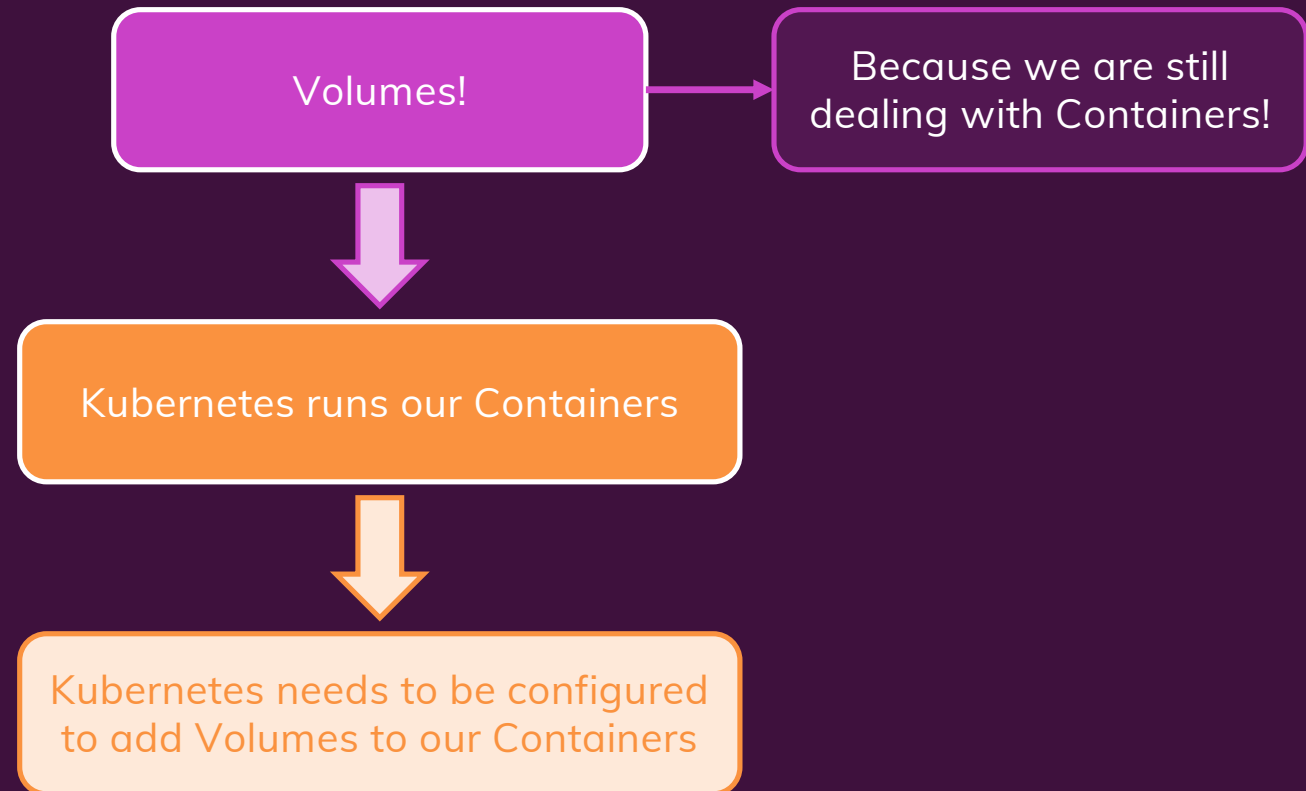 Volumes!
Because we are still
dealing with Containers!
Kubernetes runs our Containers
Kubernetes needs to be configured
to add Volumes to our Containers